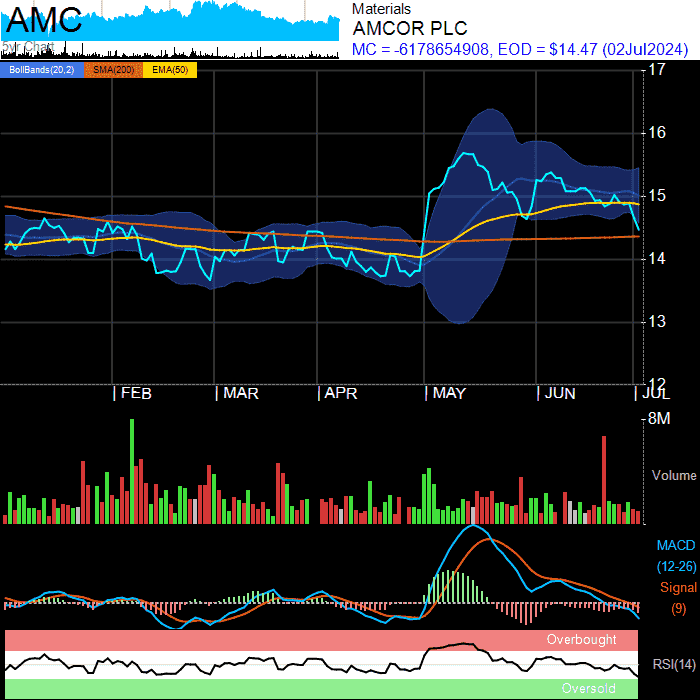 AMC
5yr Chart
Materials
AMCOR PLC
MC = -6178654908, EOD = $14.47 (02Jul2024)
BollBands(20,2) SMA(200) EMA(50)
17
16
15
14
13
12
FEB MAR APR MAY JUN JUL
8M
Volume
MACD
(12-26)
Signal
(9)
Overbought
RSI(14)
Oversold